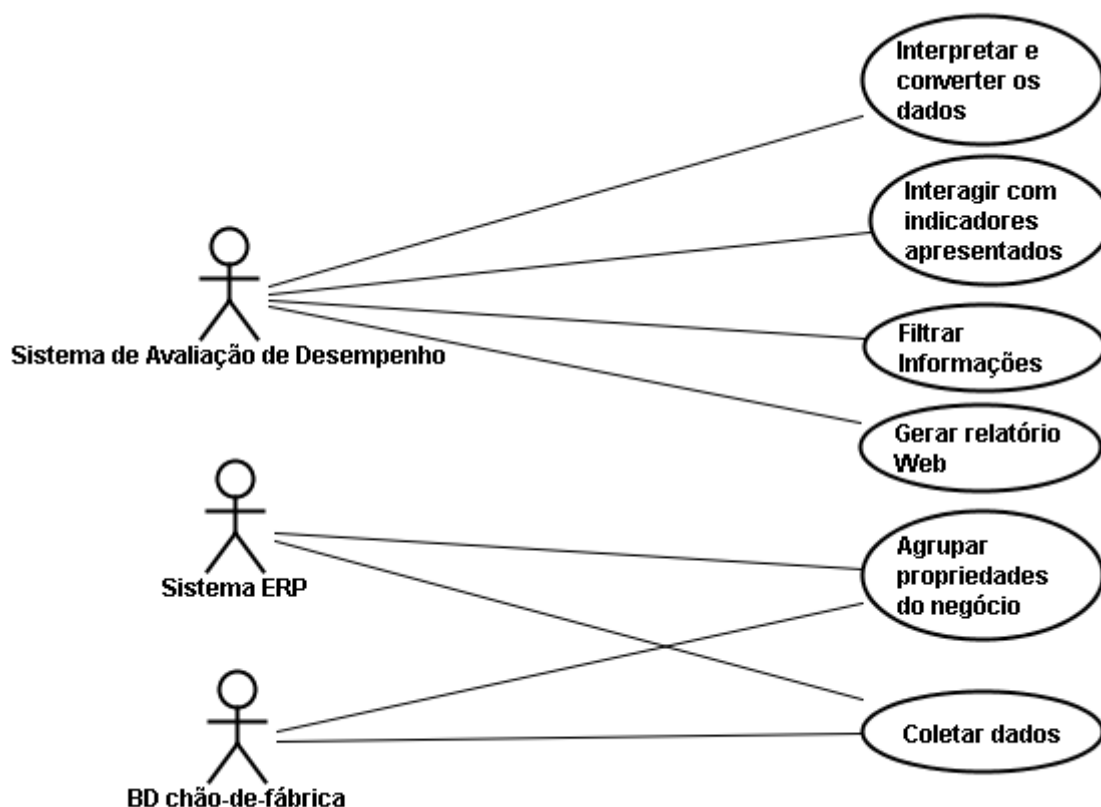 Interpretar e
converter os
dados
Interagir com
indicadores
apresentados
Sistema de Avaliação de Desempenho
Filtrar
Informações
Gerar relatório
Web
Sistema ERP
Agrupar
propriedades
do negócio
Coletar dados
BD chão-de-fábrica